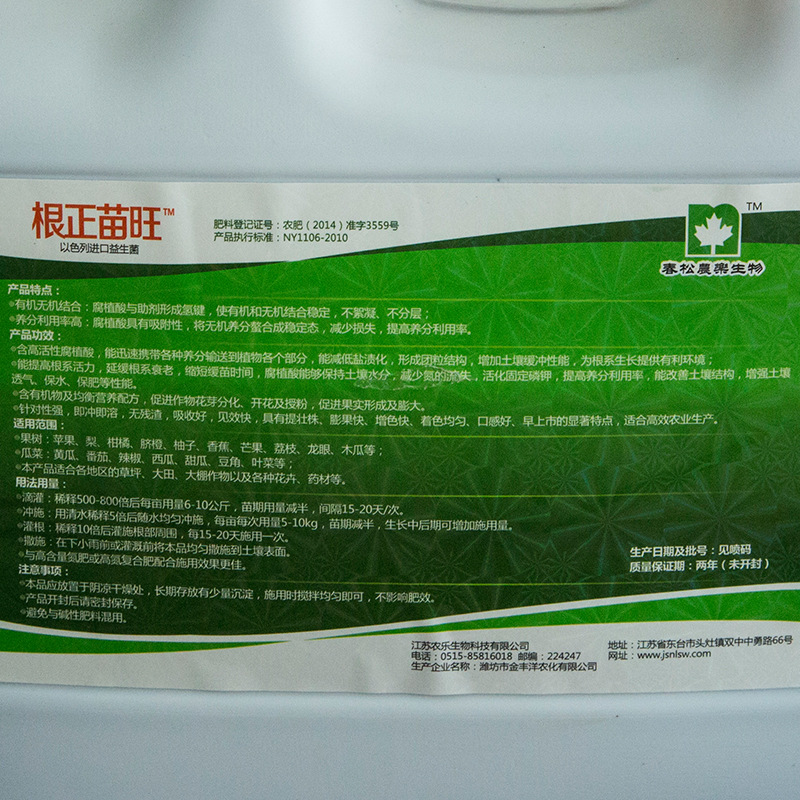 根正苗旺™
以色列进口益生菌
肥料登记证号：农肥（2014）准字3559号
产品执行标准：NY1106-2010
TM
春松農樂生物
产品特点：
•有机无机结合：腐植酸与助剂形成氢键，使有机和无机结合稳定，不絮凝、不分层；
•养分利用率高：腐植酸具有吸附性，将无机养分螯合成稳定态，减少损失，提高养分利用率。
产品功效：
•含高活性腐植酸，能迅速携带各种养分输送到植物各个部分，能减低盐渍化，形成团粒结构，增加土壤缓冲性能，为根系生长提供有利环境；
•能提高根系活力，延缓根系衰老，缩短缓苗时间，腐植酸能够保持土壤水分，减少氮的流失，活化固定磷钾，提高养分利用率，能改善土壤结构，增强土壤
透气、保水、保肥等性能。
•含有机物及均衡营养配方，促进作物花芽分化、开花及授粉，促进果实形成及膨大。
•针对性强，即冲即溶，无残渣，吸收好，见效快，具有提壮株、膨果快、增色快、着色均匀、口感好、早上市的显著特点，适合高效农业生产。
适用范围：
•果树：苹果、梨、柑橘、脐橙、柚子、香蕉、芒果、荔枝、龙眼、木瓜等；
•瓜菜：黄瓜、番茄、辣椒、西瓜、甜瓜、豆角、叶菜等；
•本产品适合各地区的草坪、大田、大棚作物以及各种花卉、药材等。
用法用量：
•滴灌：稀释500-800倍后每亩用量6-10公斤，苗期用量减半，间隔15-20天/次。
•冲施：用清水稀释5倍后随水均匀冲施，每亩每次用量5-10kg，苗期减半，生长中后期可增加施用量。
•灌根：稀释10倍后灌施根部周围，每15-20天施用一次。
•撒施：在下小雨前或灌溉前将本品均匀撒施到土壤表面。
•与高含量氮肥或高氮复合肥配合施用效果更佳。
注意事项：
•本品应放置于阴凉干燥处，长期存放有少量沉淀，施用时搅拌均匀即可，不影响肥效。
•产品开封后请密封保存。
•避免与碱性肥料混用。
生产日期及批号：见喷码
质量保证期：两年（未开封）
江苏农乐生物科技有限公司
电话：0515-85816018 邮编：224247
生产企业名称：潍坊市金丰洋农化有限公司
地址：江苏省东台市头灶镇双中中勇路66号
网址：www.jsnlsw.com